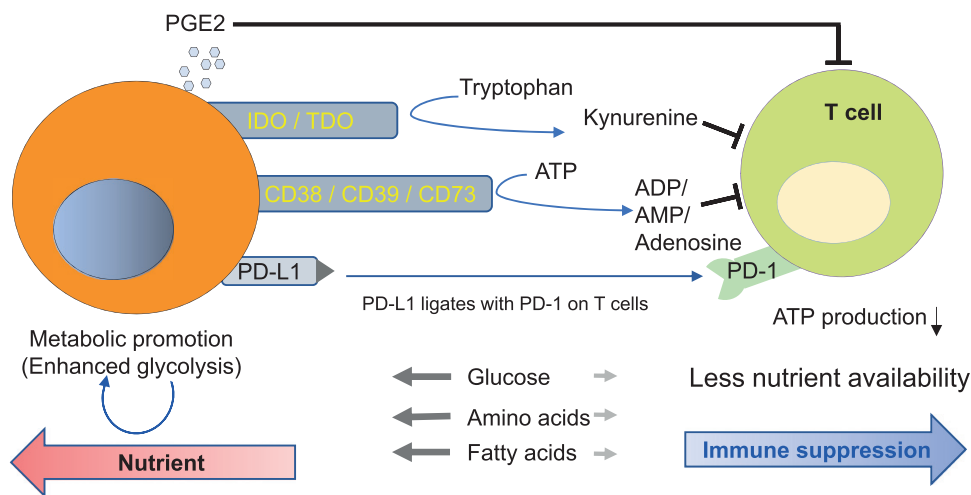 PGE2
IDO / TDO
Tryptophan
Kynurenine
T cell
CD38 / CD39 / CD73
ATP
ADP/
AMP/
Adenosine
PD-L1
PD-1
PD-L1 ligates with PD-1 on T cells
ATP production
Metabolic promotion
(Enhanced glycolysis)
Glucose
Amino acids
Fatty acids
Less nutrient availability
Nutrient
Immune suppression